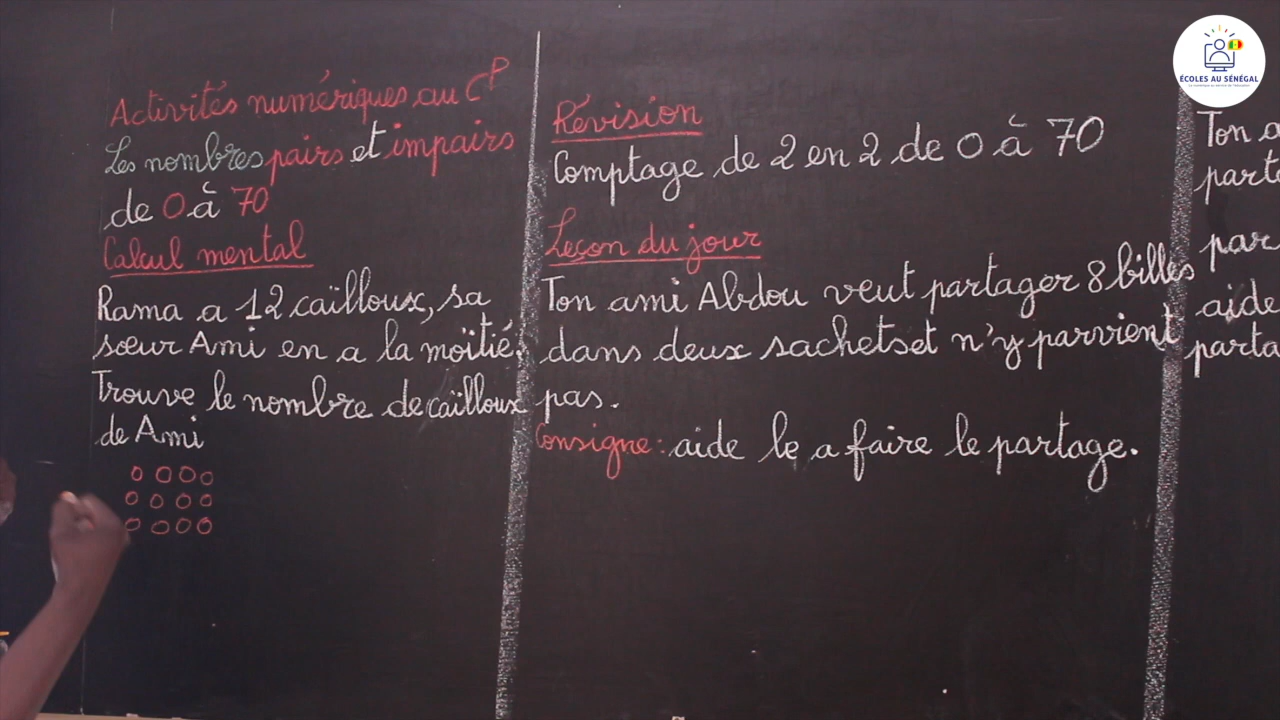 Activités numériques au CP
Les nombres pairs et impairs
de 0 à 70
Calcul mental
Rama a 12 caïlloux, sa
sœur Ami en a la moïtié.
Trouve le nombre de caïlloux
de Ami
Révision
Comptage de 2 en 2 de 0 à 70
Leçon du jour
Ton ami Abdou veut partager 8 billes
dans deux sachets et n'y parvient
pas.
Consigne: aide le a faire le partage.
Ton a
parta
par
aide
parta
ÉCOLES AU SÉNÉGAL